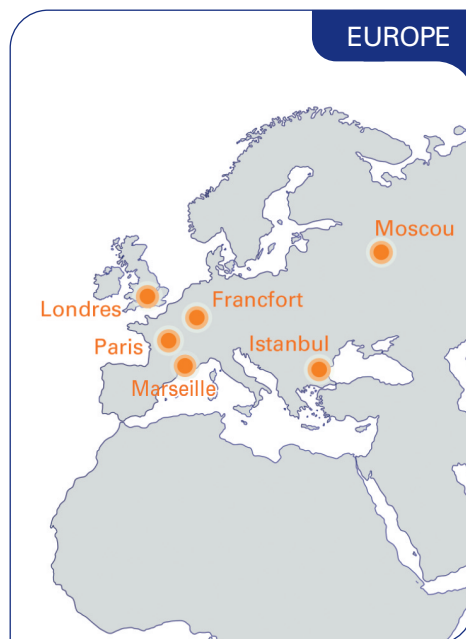 EUROPE
Moscou
Londres
Francfort
Paris
Istanbul
Marseille